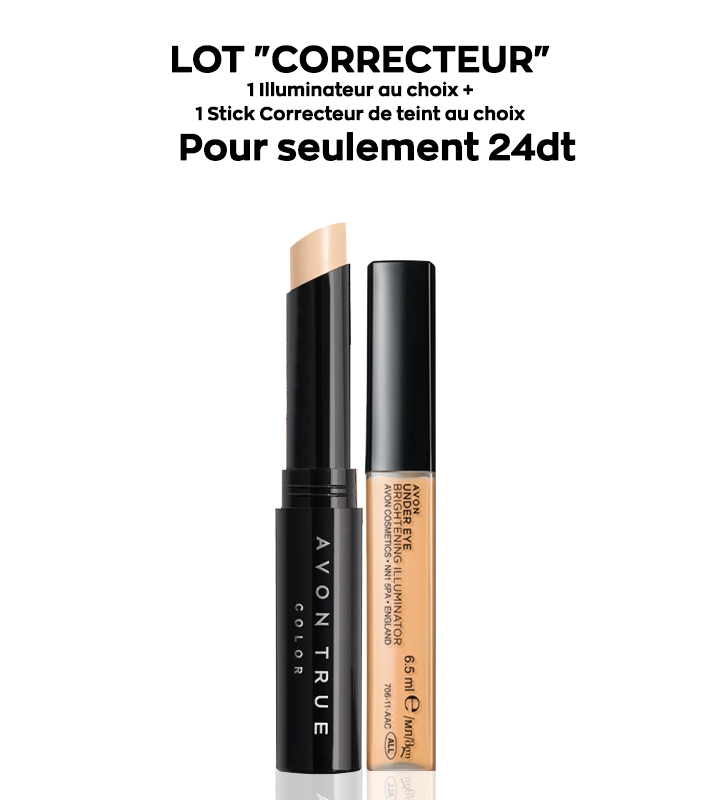 LOT "CORRECTEUR"
1 Illuminateur au choix +
1 Stick Correcteur de teint au choix
Pour seulement 24dt
AVON TRUE
COLOR
AVON
UNDER EYE
BRIGHTENING ILLUMINATOR
AVON COSMETICS • NN1 5PA • ENGLAND
6.5 ml e
706-11-AAC
ALL